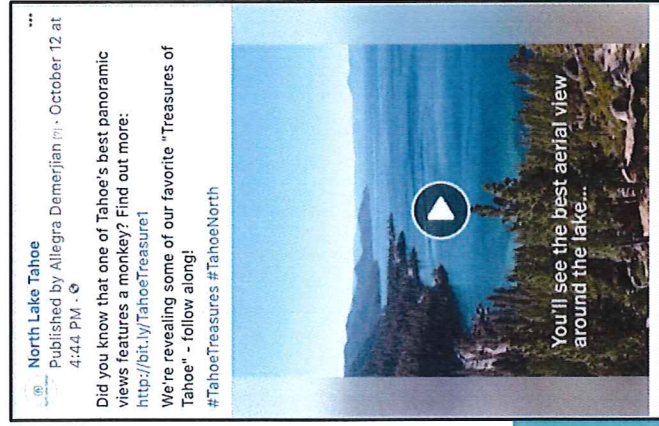 North Lake Tahoe
Published by Allegra Demerjian [?] · October 12 at
4:44 PM ·
Did you know that one of Tahoe's best panoramic
views features a monkey? Find out more:
http://bit.ly/TahoeTreasure1
We're revealing some of our favorite "Treasures of
Tahoe" - follow along!
#TahoeTreasures #TahoeNorth
You'll see the best aerial view
around the lake...